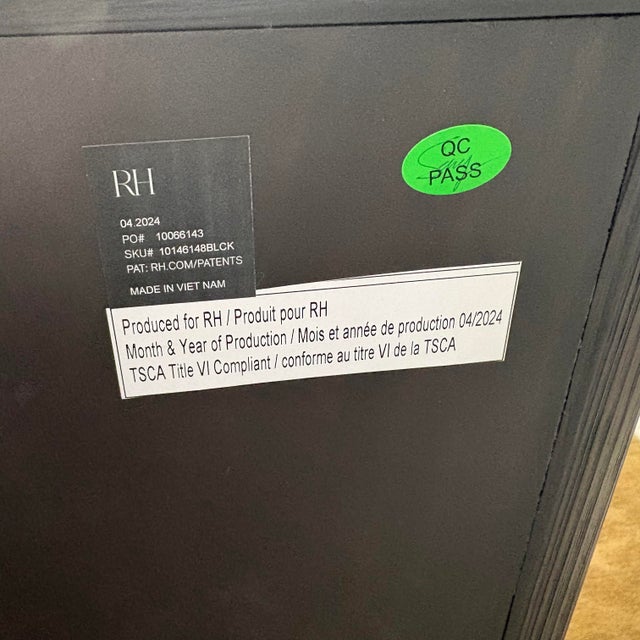 RH
04.2024
PO# 10066143
SKU# 10146148BLCK
PAT: RH.COM/PATENTS
MADE IN VIET NAM
QC
PASS
Produced for RH / Produit pour RH
Month & Year of Production / Mois et année de production 04/2024
TSCA Title VI Compliant / conforme au titre VI de la TSCA